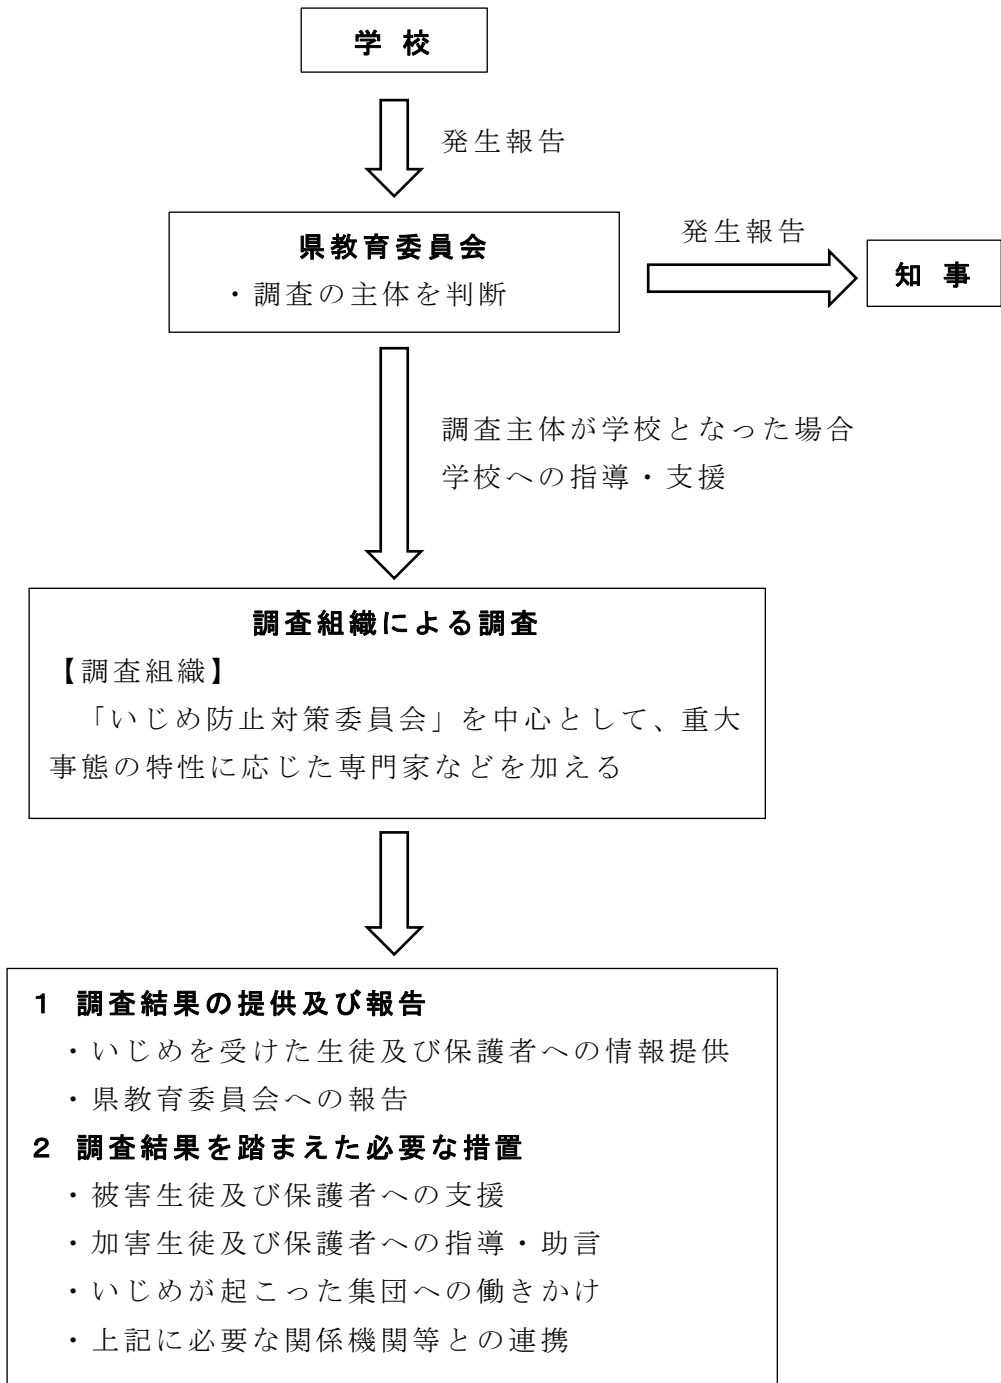 学 校
発生報告
県教育委員会
・調査の主体を判断
発生報告
知 事
調査主体が学校となった場合
学校への指導・支援
調査組織による調査
【調査組織】
「いじめ防止対策委員会」を中心として、重大
事態の特性に応じた専門家などを加える
１ 調査結果の提供及び報告
・いじめを受けた生徒及び保護者への情報提供
・県教育委員会への報告
２ 調査結果を踏まえた必要な措置
・被害生徒及び保護者への支援
・加害生徒及び保護者への指導・助言
・いじめが起こった集団への働きかけ
・上記に必要な関係機関等との連携